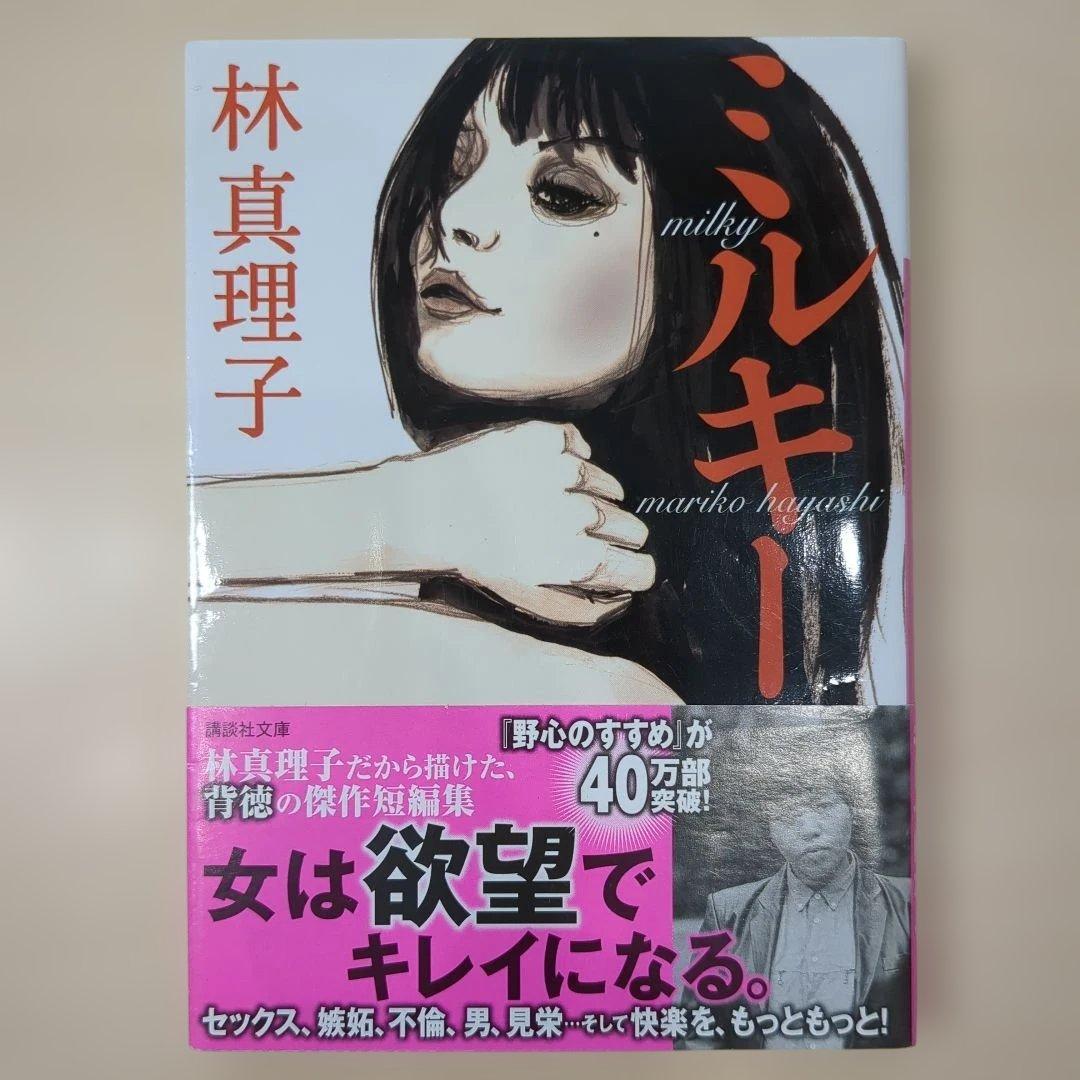 林真理子
ミルキー
milky
mariko hayashi
講談社文庫
林真理子だから描けた、
背徳の傑作短編集
『野心のすすめ』が
40万部
突破!
女は欲望で
キレイになる。
セックス、嫉妬、不倫、男、見栄…そして快楽を、もっともっと!